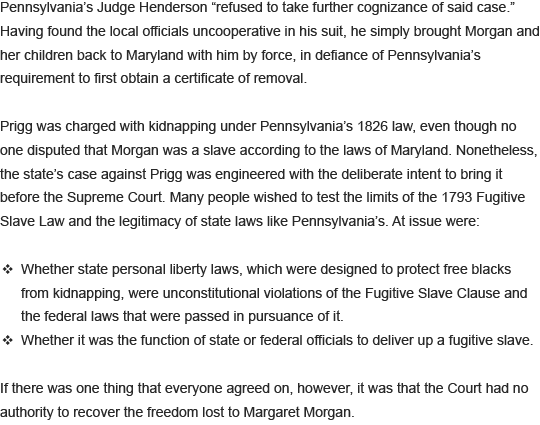 Pennsylvania’s Judge Henderson “refused to take further cognizance of said case.”
Having found the local officials uncooperative in his suit, he simply brought Morgan and
her children back to Maryland with him by force, in defiance of Pennsylvania’s
requirement to first obtain a certificate of removal.
Prigg was charged with kidnapping under Pennsylvania’s 1826 law, even though no
one disputed that Morgan was a slave according to the laws of Maryland. Nonetheless,
the state’s case against Prigg was engineered with the deliberate intent to bring it
before the Supreme Court. Many people wished to test the limits of the 1793 Fugitive
Slave Law and the legitimacy of state laws like Pennsylvania’s. At issue were:
❖ Whether state personal liberty laws, which were designed to protect free blacks
from kidnapping, were unconstitutional violations of the Fugitive Slave Clause and
the federal laws that were passed in pursuance of it.
❖ Whether it was the function of state or federal officials to deliver up a fugitive slave.
If there was one thing that everyone agreed on, however, it was that the Court had no
authority to recover the freedom lost to Margaret Morgan.